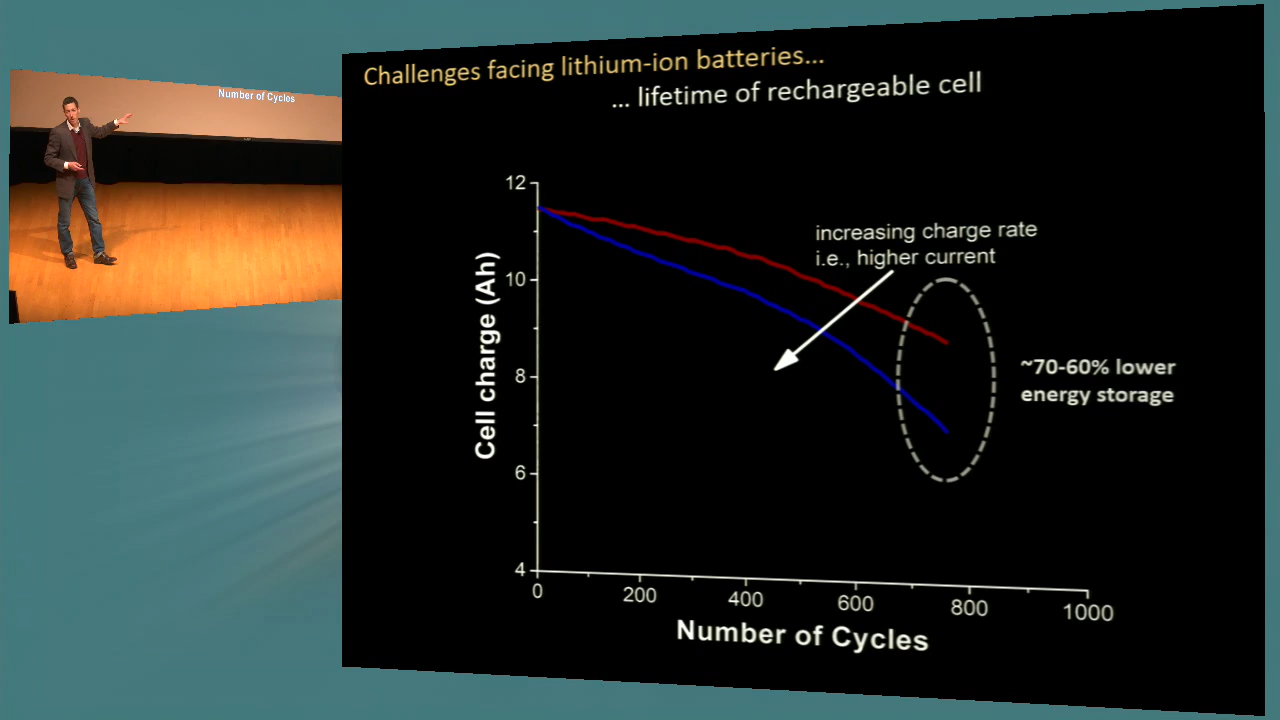 Number of Cycles
Challenges facing lithium-ion batteries...
... lifetime of rechargeable cell
12
10
8
6
4
Cell charge (Ah)
increasing charge rate
i.e., higher current
~70-60% lower
energy storage
0
200
400
600
800
1000
Number of Cycles